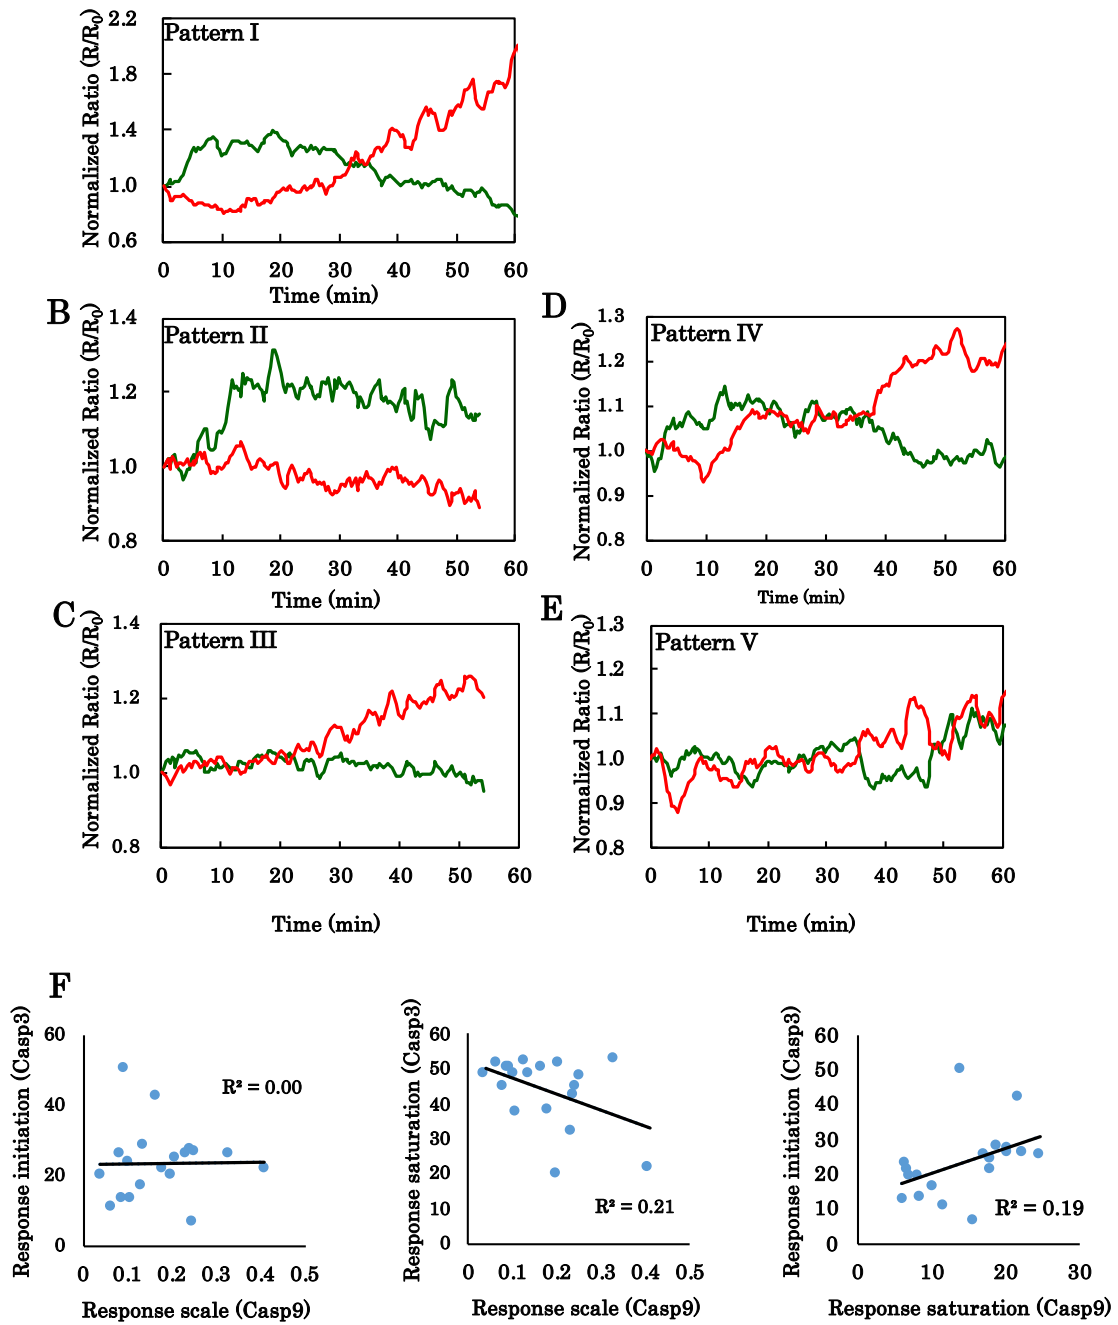 Pattern I
Normalized Ratio (R/R0)
2.2
1.8
1.4
1.0
0.6
0 10 20 30 40 50 60
Time (min)
B
Pattern II
Normalized Ratio (R/R0)
1.4
1.2
1.0
0.8
0 10 20 30 40 50 60
Time (min)
D
Pattern IV
Normalized Ratio (R/R0)
1.3
1.2
1.1
1.0
0.9
0.8
0 10 20 30 40 50 60
Time (min)
C
Pattern III
Normalized Ratio (R/R0)
1.4
1.2
1.0
0.8
0 10 20 30 40 50 60
Time (min)
E
Pattern V
Normalized Ratio (R/R0)
1.3
1.2
1.1
1.0
0.9
0.8
0 10 20 30 40 50 60
Time (min)
F
Response initiation (Casp3)
60
40
20
0
R² = 0.00
0 0.1 0.2 0.3 0.4 0.5
Response scale (Casp9)
Response saturation (Casp3)
60
50
40
30
20
10
0
R² = 0.21
0 0.1 0.2 0.3 0.4 0.5
Response scale (Casp9)
Response initiation (Casp3)
60
50
40
30
20
10
0
R² = 0.19
0 10 20 30
Response saturation (Casp9)